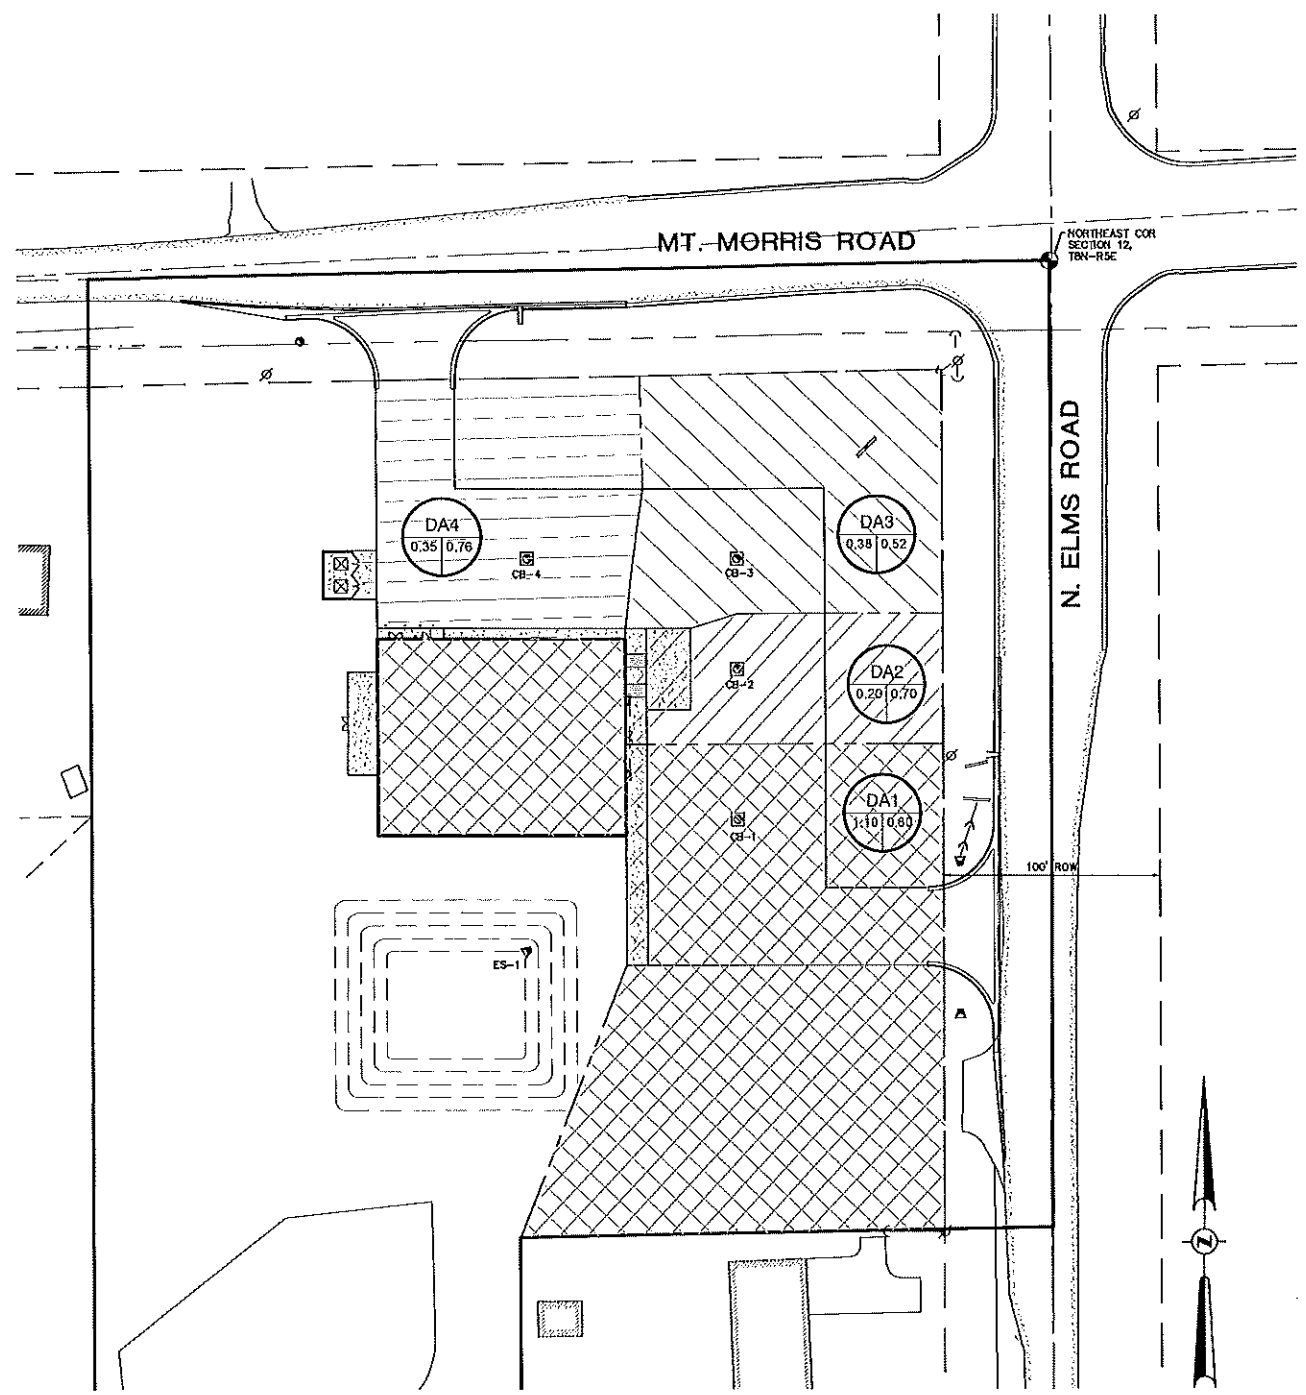 MT. MORRIS ROAD
NORTHEAST COR
SECTION 12,
T8N-R5E
N. ELMS ROAD
DA4
0.35 0.76
CB-4
CB-3
DA3
0.38 0.52
CB-2
DA2
0.20 0.70
CB-1
DA1
1.10 0.60
100' ROW
ES-1
Z